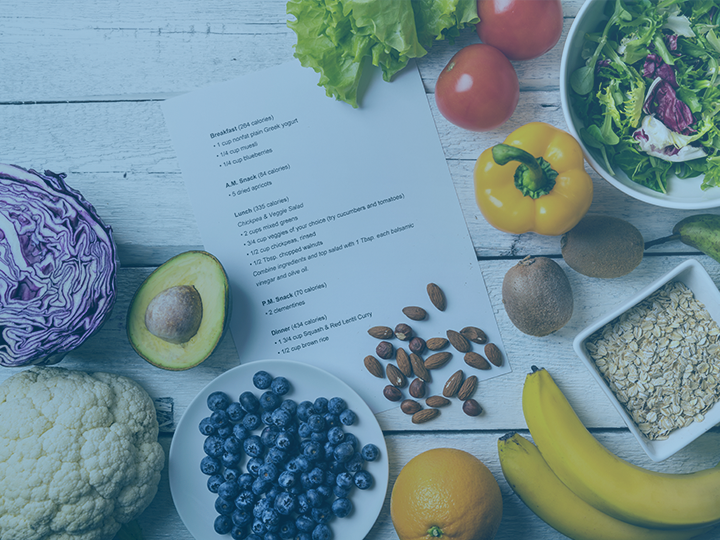 Breakfast (284 calories)
• 1 cup nonfat plain Greek yogurt
• 1/4 cup muesli
• 1/4 cup blueberries
A.M. Snack (84 calories)
• 5 dried apricots
Lunch (335 calories)
Chickpea & Veggie Salad
• 2 cups mixed greens
• 3/4 cup veggies of your choice (try cucumbers and tomatoes)
• 1/2 cup chickpeas, rinsed
• 1/2 Tbsp. chopped walnuts
Combine ingredients and top salad with 1 Tbsp. each balsamic
vinegar and olive oil.
P.M. Snack (70 calories)
• 2 clementines
Dinner (434 calories)
• 1 3/4 cup Squash & Red Lentil Curry
• 1/2 cup brown rice